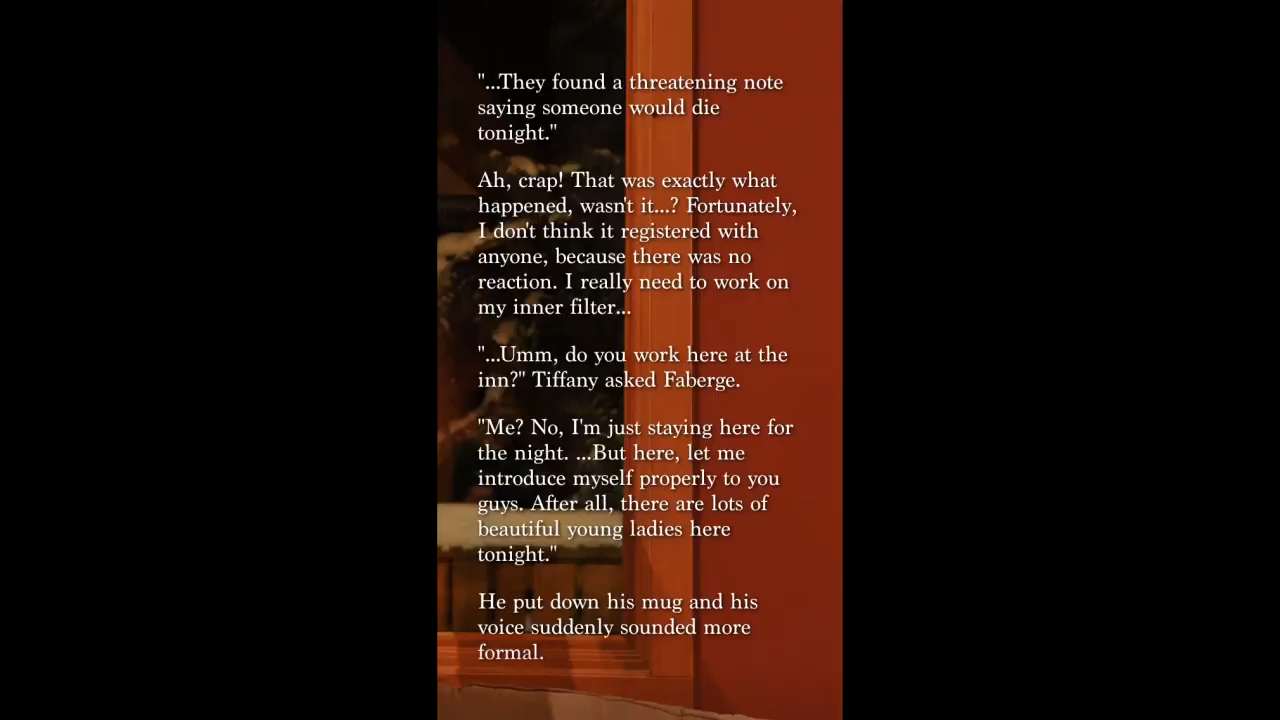 "...They found a threatening note
saying someone would die
tonight."
Ah, crap! That was exactly what
happened, wasn't it...? Fortunately,
I don't think it registered with
anyone, because there was no
reaction. I really need to work on
my inner filter...
"...Umm, do you work here at the
inn?" Tiffany asked Faberge.
"Me? No, I'm just staying here for
the night. ...But here, let me
introduce myself properly to you
guys. After all, there are lots of
beautiful young ladies here
tonight."
He put down his mug and his
voice suddenly sounded more
formal.